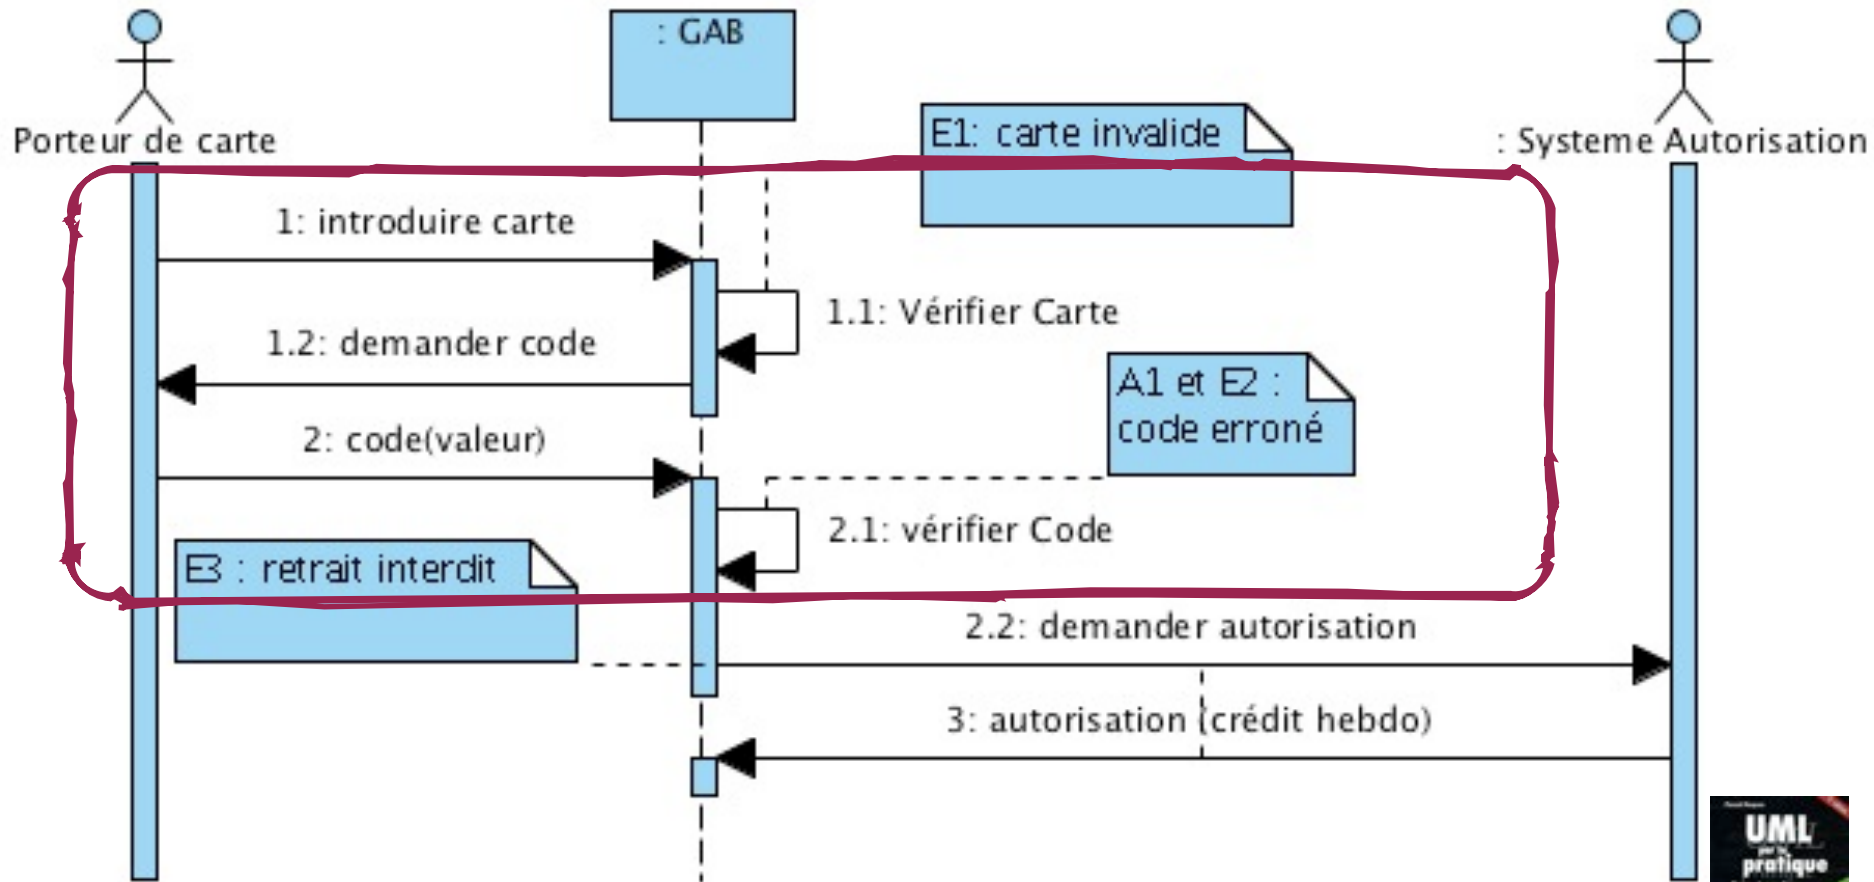 : GAB
E1: carte invalide
Porteur de carte
: Systeme Autorisation
1: introduire carte
1.1: Vérifier Carte
1.2: demander code
A1 et E2 :
code erroné
2: code(valeur)
2.1: vérifier Code
E3 : retrait interdit
2.2: demander autorisation
3: autorisation (crédit hebdo)
UML
par la
pratique